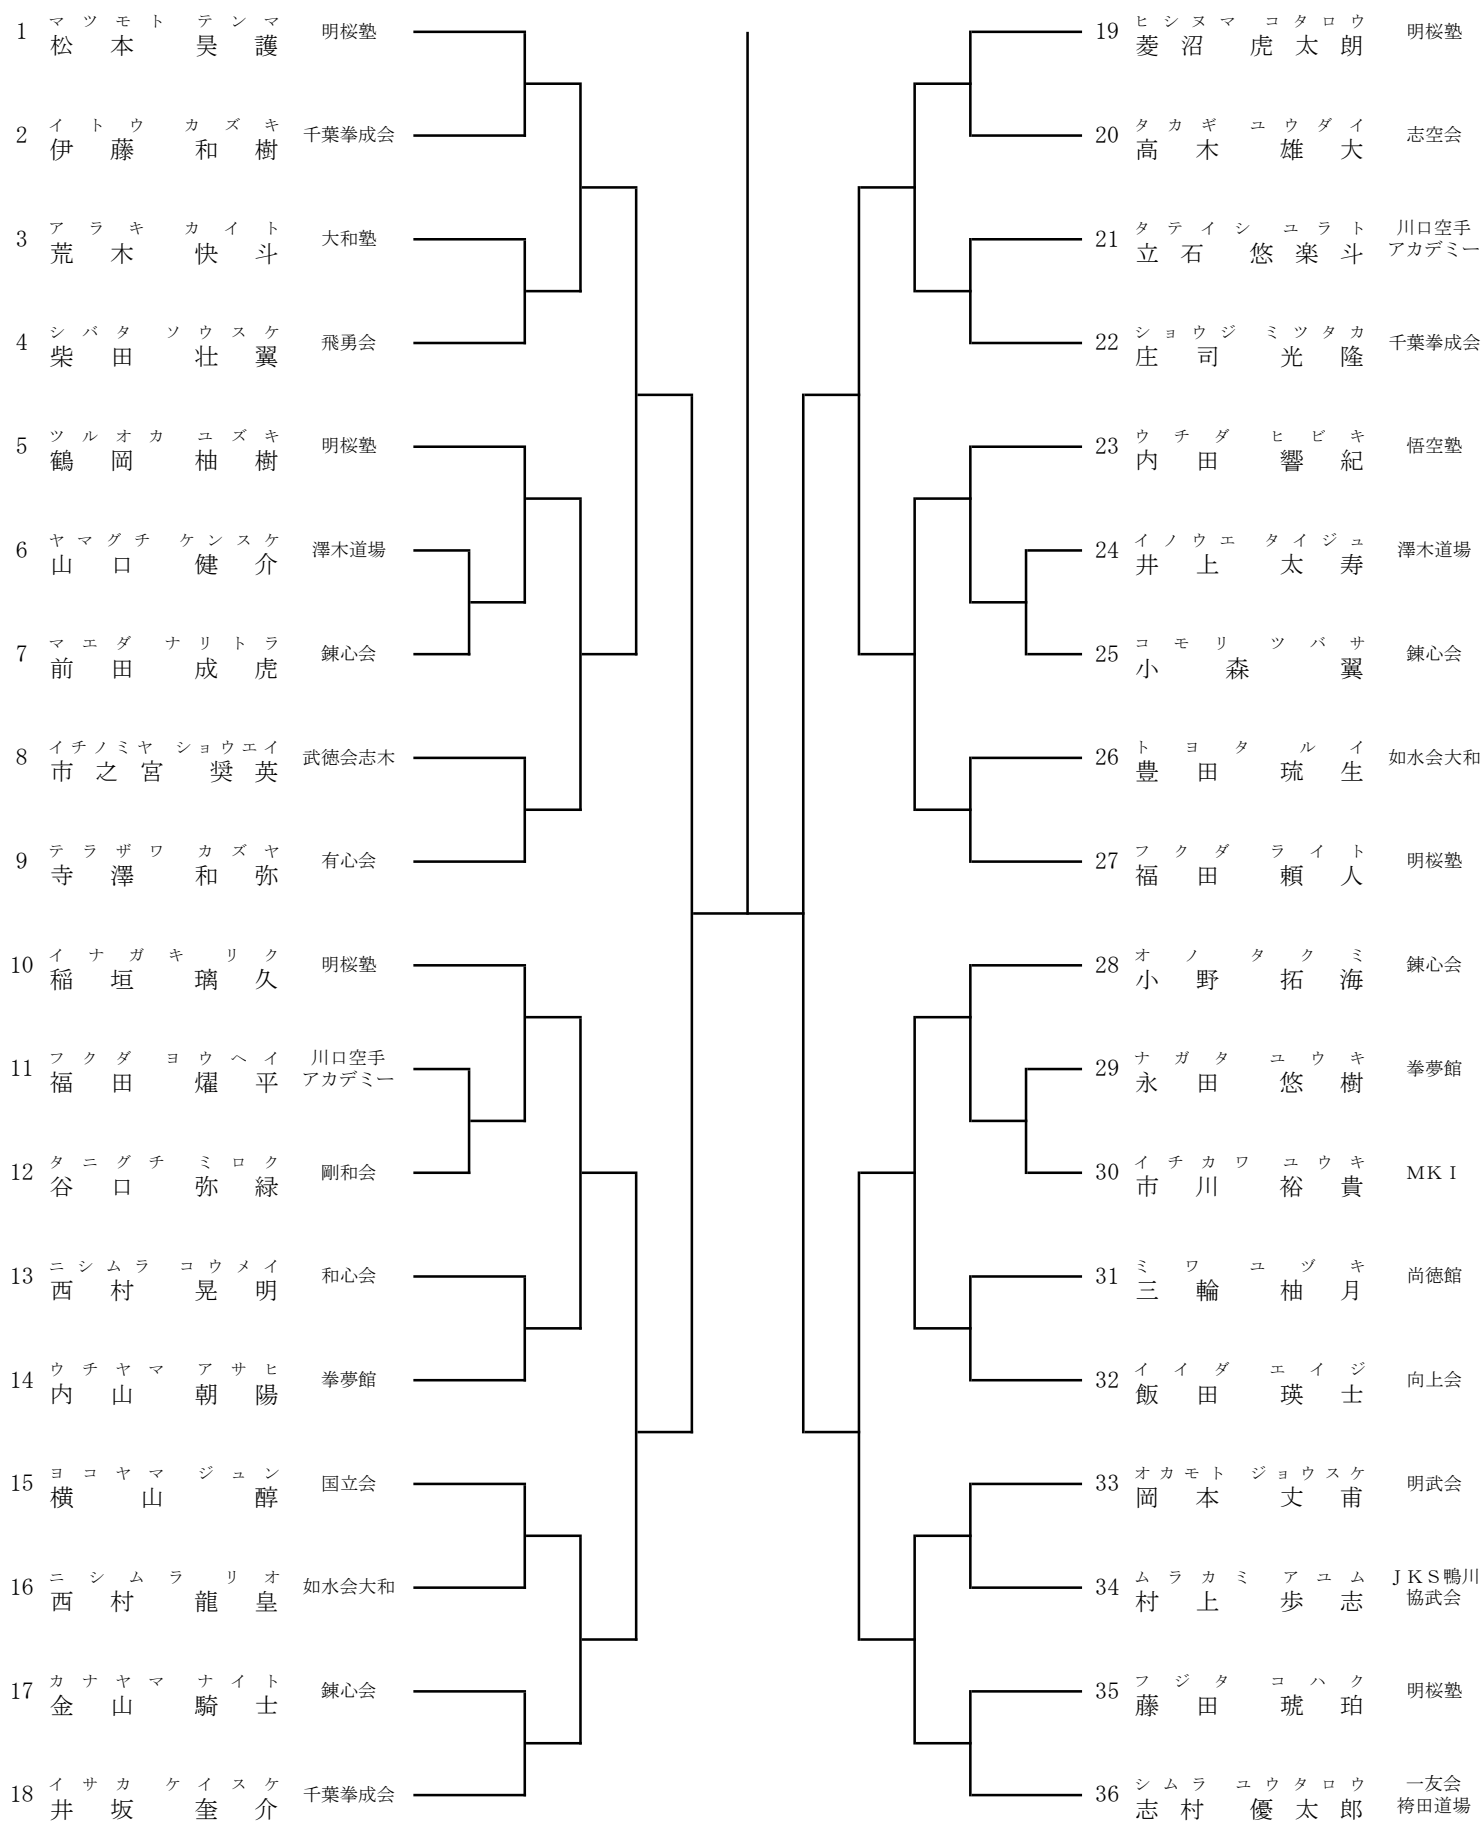 マツモト テンマ
1 松本 昊護 明桜塾
イトウ カズキ
2 伊藤 和樹 千葉拳成会
アラキ カイト
3 荒木 快斗 大和塾
シバタ ソウスケ
4 柴田 壮翼 飛勇会
ツルオカ ユズキ
5 鶴岡 柚樹 明桜塾
ヤマグチ ケンスケ
6 山口 健介 澤木道場
マエダ ナリトラ
7 前田 成虎 錬心会
イチノミヤ ショウエイ
8 市之宮 奨英 武徳会志木
テラザワ カズヤ
9 寺澤 和弥 有心会
イナガキ リク
10 稲垣 璃久 明桜塾
フクダ ヨウヘイ
11 福田 燿平 川口空手
アカデミー
タニグチ ミロク
12 谷口 弥緑 剛和会
ニシムラ コウメイ
13 西村 晃明 和心会
ウチヤマ アサヒ
14 内山 朝陽 拳夢館
ヨコヤマ ジュン
15 横山 醇 国立会
ニシムラ リオ
16 西村 龍皇 如水会大和
カナヤマ ナイト
17 金山 騎士 錬心会
イサカ ケイスケ
18 井坂 奎介 千葉拳成会
ヒシヌマ コタロウ
19 菱沼 虎太朗 明桜塾
タカギ ユウダイ
20 高木 雄大 志空会
タテイシ ユラト
21 立石 悠楽斗 川口空手
アカデミー
ショウジ ミツタカ
22 庄司 光隆 千葉拳成会
ウチダ ヒビキ
23 内田 響紀 悟空塾
イノウエ タイジュ
24 井上 太寿 澤木道場
コモリ ツバサ
25 小森 翼 錬心会
トヨタ ルイ
26 豊田 琉生 如水会大和
フクダ ライト
27 福田 頼人 明桜塾
オノ タクミ
28 小野 拓海 錬心会
ナガタ ユウキ
29 永田 悠樹 拳夢館
イチカワ ユウキ
30 市川 裕貴 MKI
ミワ ユヅキ
31 三輪 柚月 尚徳館
イイダ エイジ
32 飯田 瑛士 向上会
オカモト ジョウスケ
33 岡本 丈甫 明武会
ムラカミ アユム
34 村上 歩志 JKS鴨川
協武会
フジタ コハク
35 藤田 琥珀 明桜塾
シムラ ユウタロウ
36 志村 優太郎 一友会
袴田道場